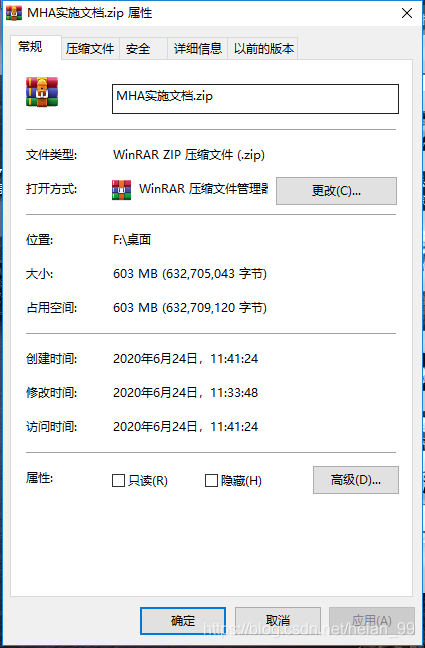 MHA实施文档.zip 属性
常规 压缩文件 安全 详细信息 以前的版本
MHA实施文档.zip
文件类型: WinRAR ZIP 压缩文件 (.zip)
打开方式: WinRAR 压缩文件管理器 更改(C)...
位置: F:\桌面
大小: 603 MB (632,705,043 字节)
占用空间: 603 MB (632,709,120 字节)
创建时间: 2020年6月24日，11:41:24
修改时间: 2020年6月24日，11:33:48
访问时间: 2020年6月24日，11:41:24
属性: 只读(R) 隐藏(H) 高级(D)...
确定 取消 应用(A)
https://blog.csdn.net/helan_99